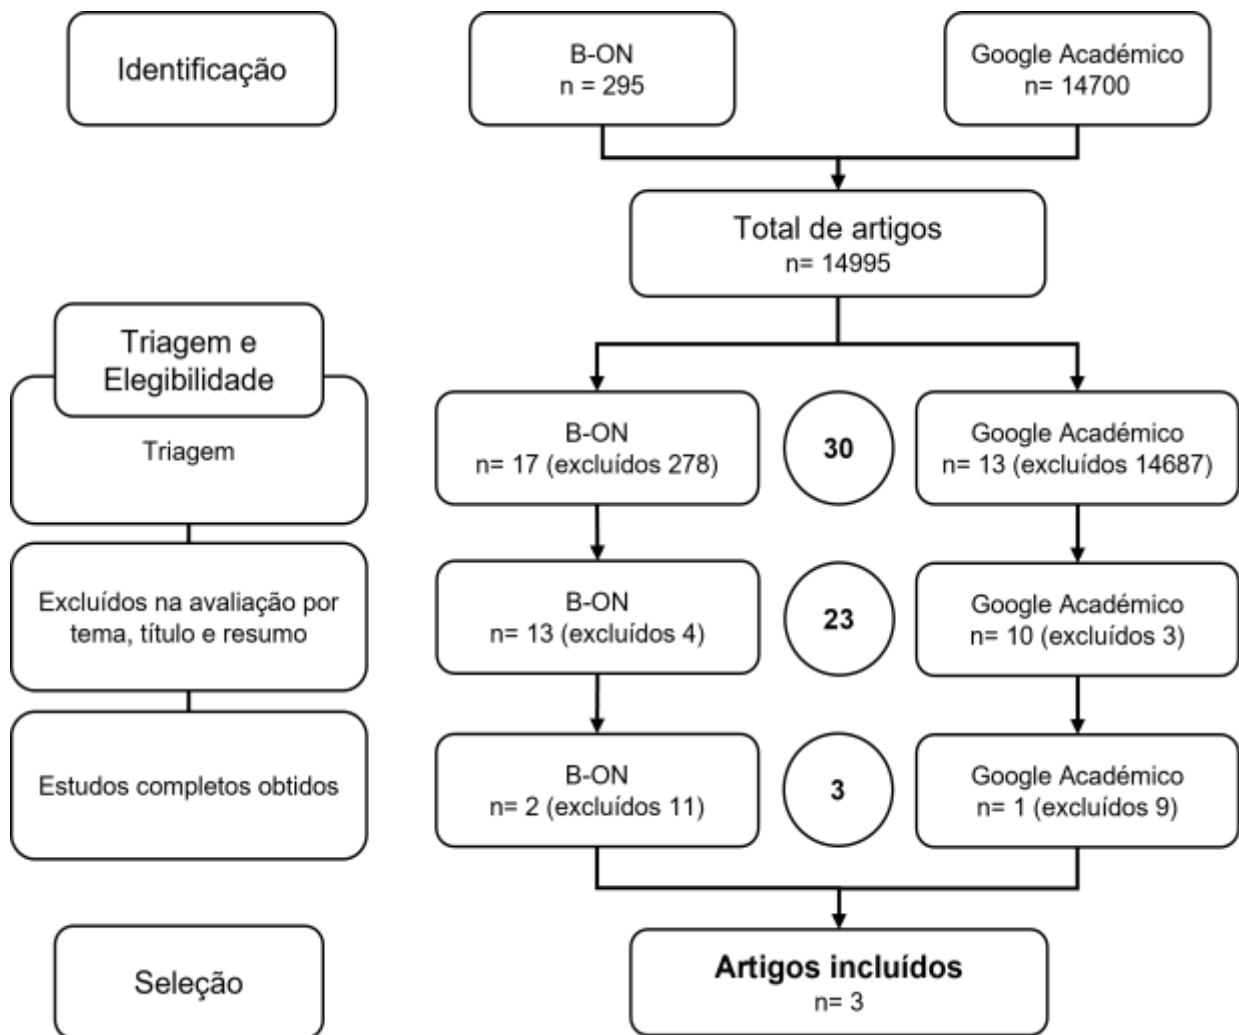 Identificação
B-ON
n = 295
Google Académico
n= 14700
Total de artigos
n= 14995
Triagem e
Elegibilidade
Triagem
B-ON
n= 17 (excluídos 278)
30
Google Académico
n= 13 (excluídos 14687)
Excluídos na avaliação por
tema, título e resumo
B-ON
n= 13 (excluídos 4)
23
Google Académico
n= 10 (excluídos 3)
Estudos completos obtidos
B-ON
n= 2 (excluídos 11)
3
Google Académico
n= 1 (excluídos 9)
Seleção
Artigos incluídos
n= 3